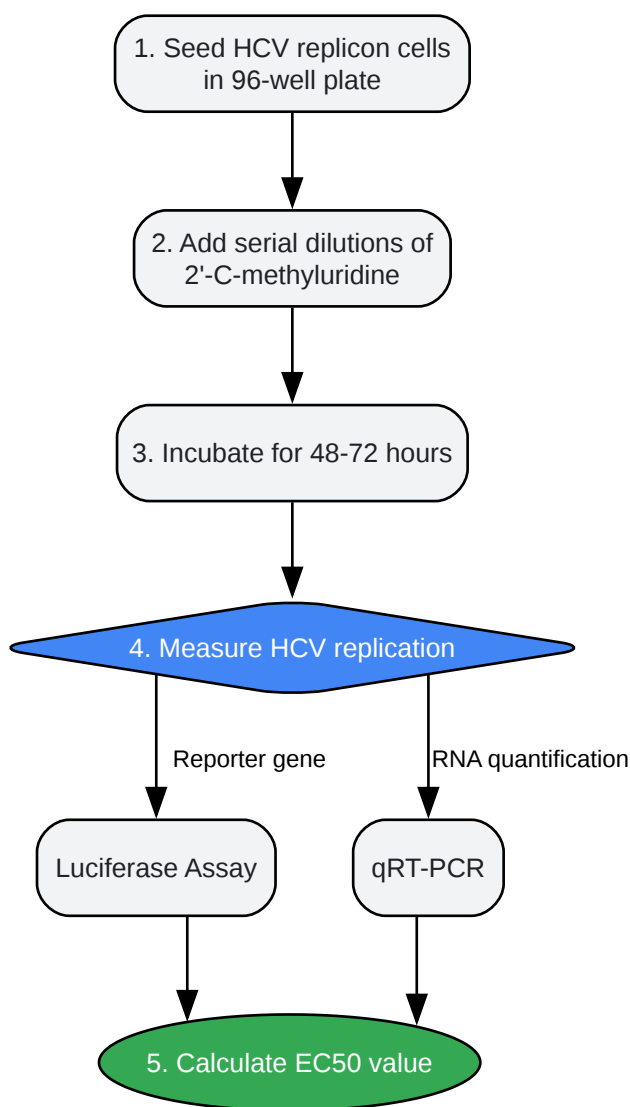 1. Seed HCV replicon cells
in 96-well plate
2. Add serial dilutions of
2'-C-methyluridine
3. Incubate for 48-72 hours
4. Measure HCV replication
Reporter gene
RNA quantification
Luciferase Assay
qRT-PCR
5. Calculate EC50 value